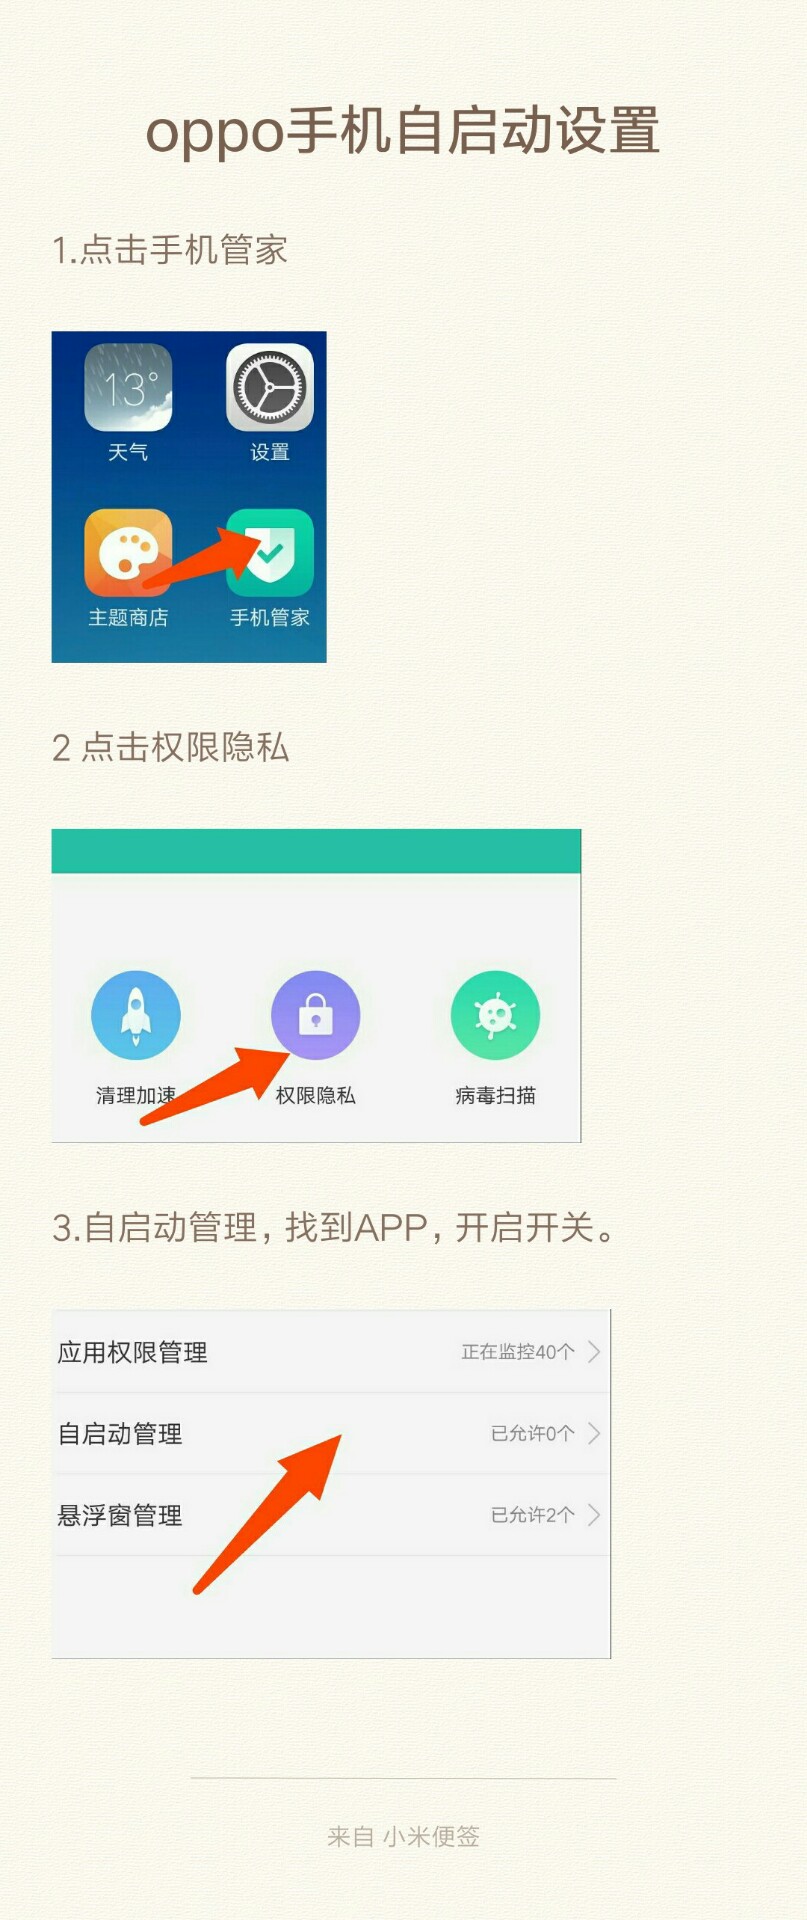 oppo手机自启动设置
1.点击手机管家
13°
天气 设置
主题商店 手机管家
2 点击权限隐私
清理加速 权限隐私 病毒扫描
3.自启动管理，找到APP，开启开关。
应用权限管理 正在监控40个
自启动管理 已允许0个
悬浮窗管理 已允许2个
来自 小米便签